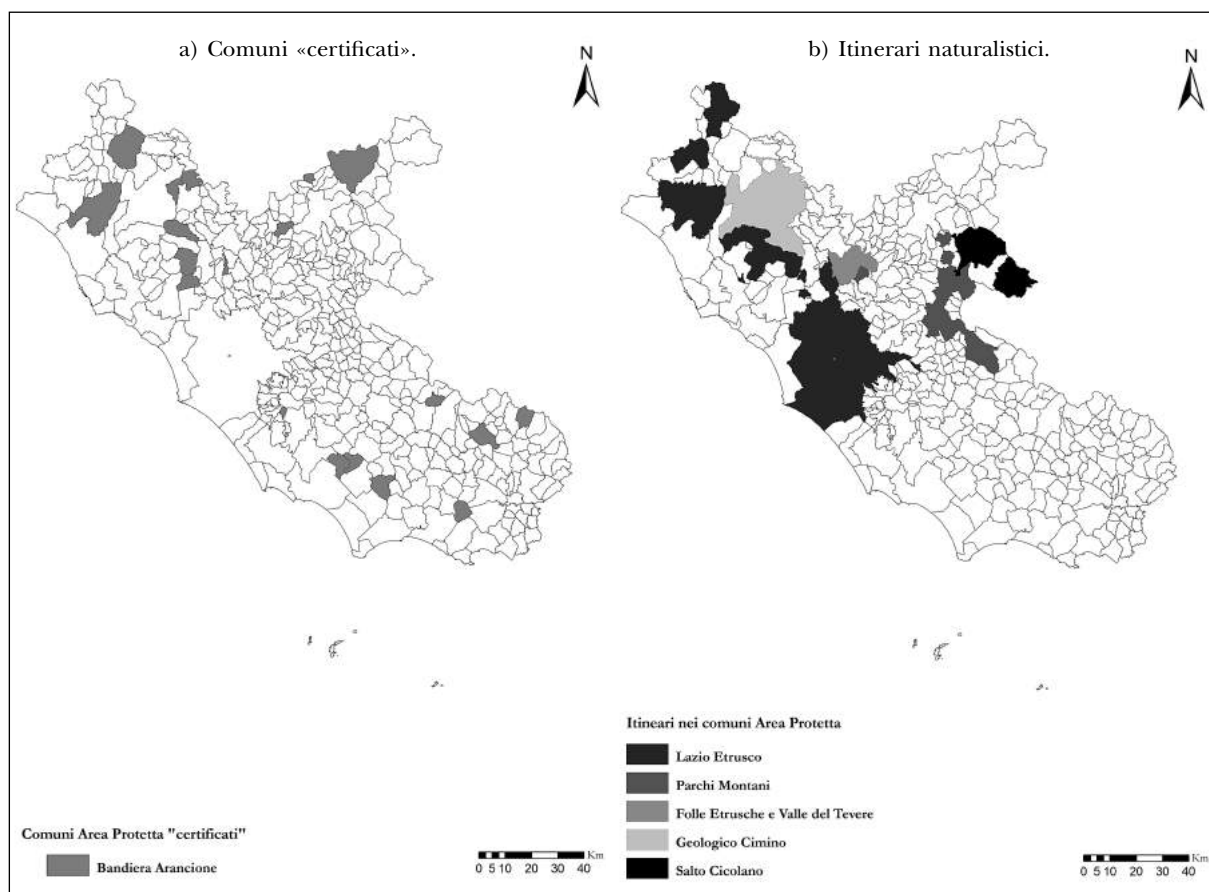 a) Comuni «certificati».
N
Comuni Area Protetta "certificati"
Bandiera Arancione
Km
0 5 10 20 30 40
b) Itinerari naturalistici.
N
Itineari nei comuni Area Protetta
Lazio Etrusco
Parchi Montani
Folle Etrusche e Valle del Tevere
Geologico Cimino
Salto Cicolano
Km
0 5 10 20 30 40